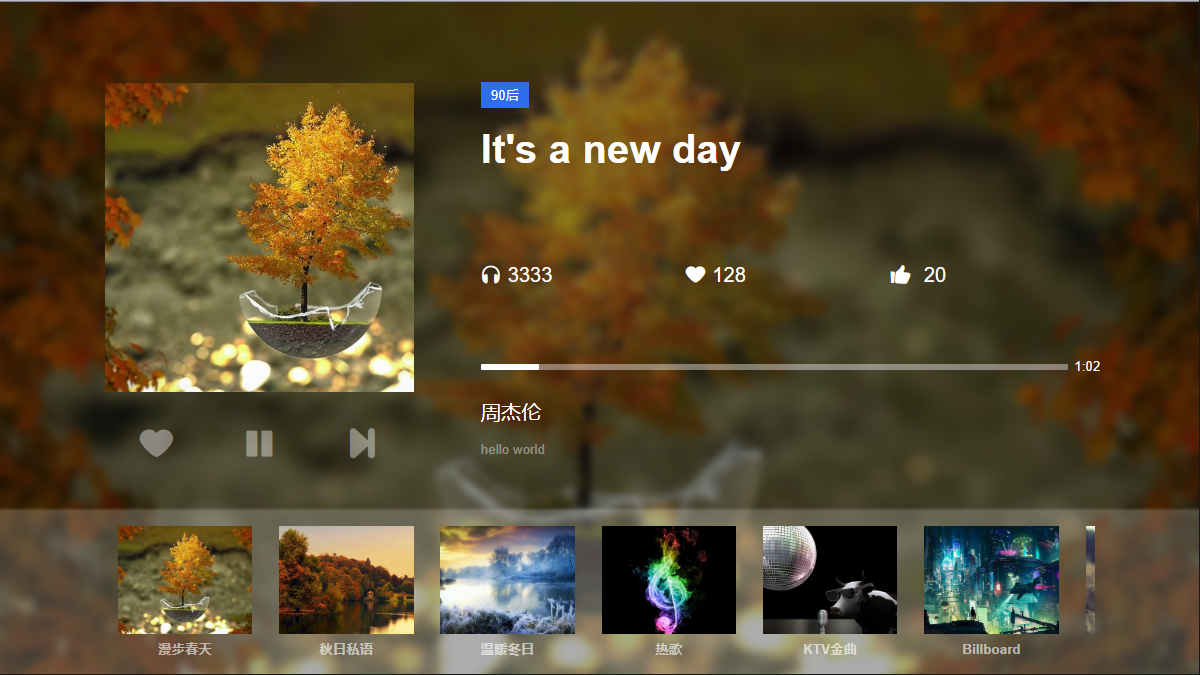 90后
It's a new day
3333
128
20
1:02
周杰伦
hello world
漫步春天
秋日私语
温暖冬日
热歌
KTV金曲
Billboard